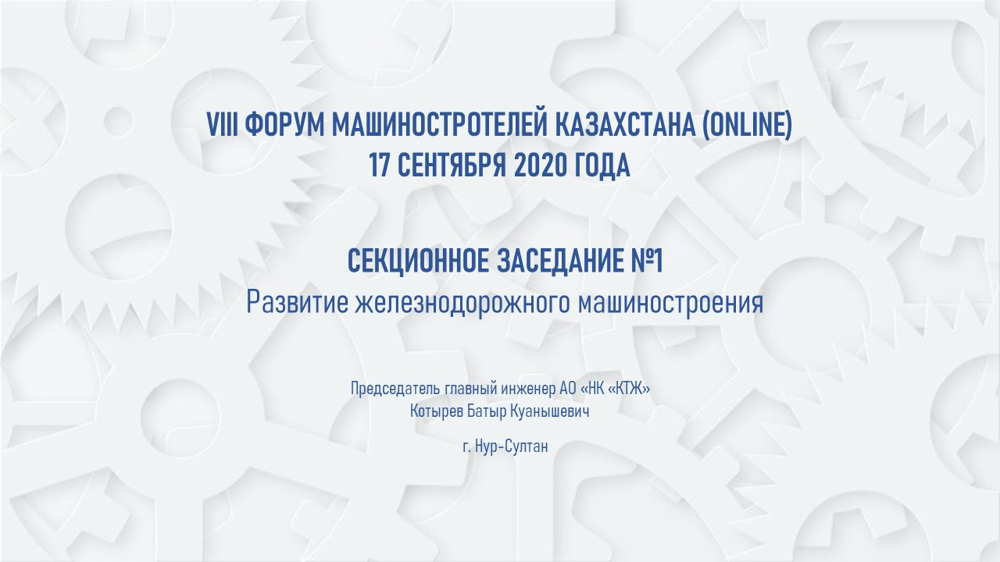 VIII ФОРУМ МАШИНОСТРОТЕЛЕЙ КАЗАХСТАНА (ONLINE)
17 СЕНТЯБРЯ 2020 ГОДА
СЕКЦИОННОЕ ЗАСЕДАНИЕ №1
Развитие железнодорожного машиностроения
Председатель главный инженер АО «НК «КТЖ»
Котырев Батыр Куанышевич
г. Нур-Султан